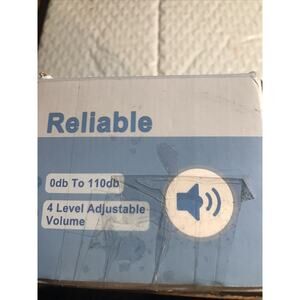 Reliable
0db To 110db
4 Level Adjustable
Volume